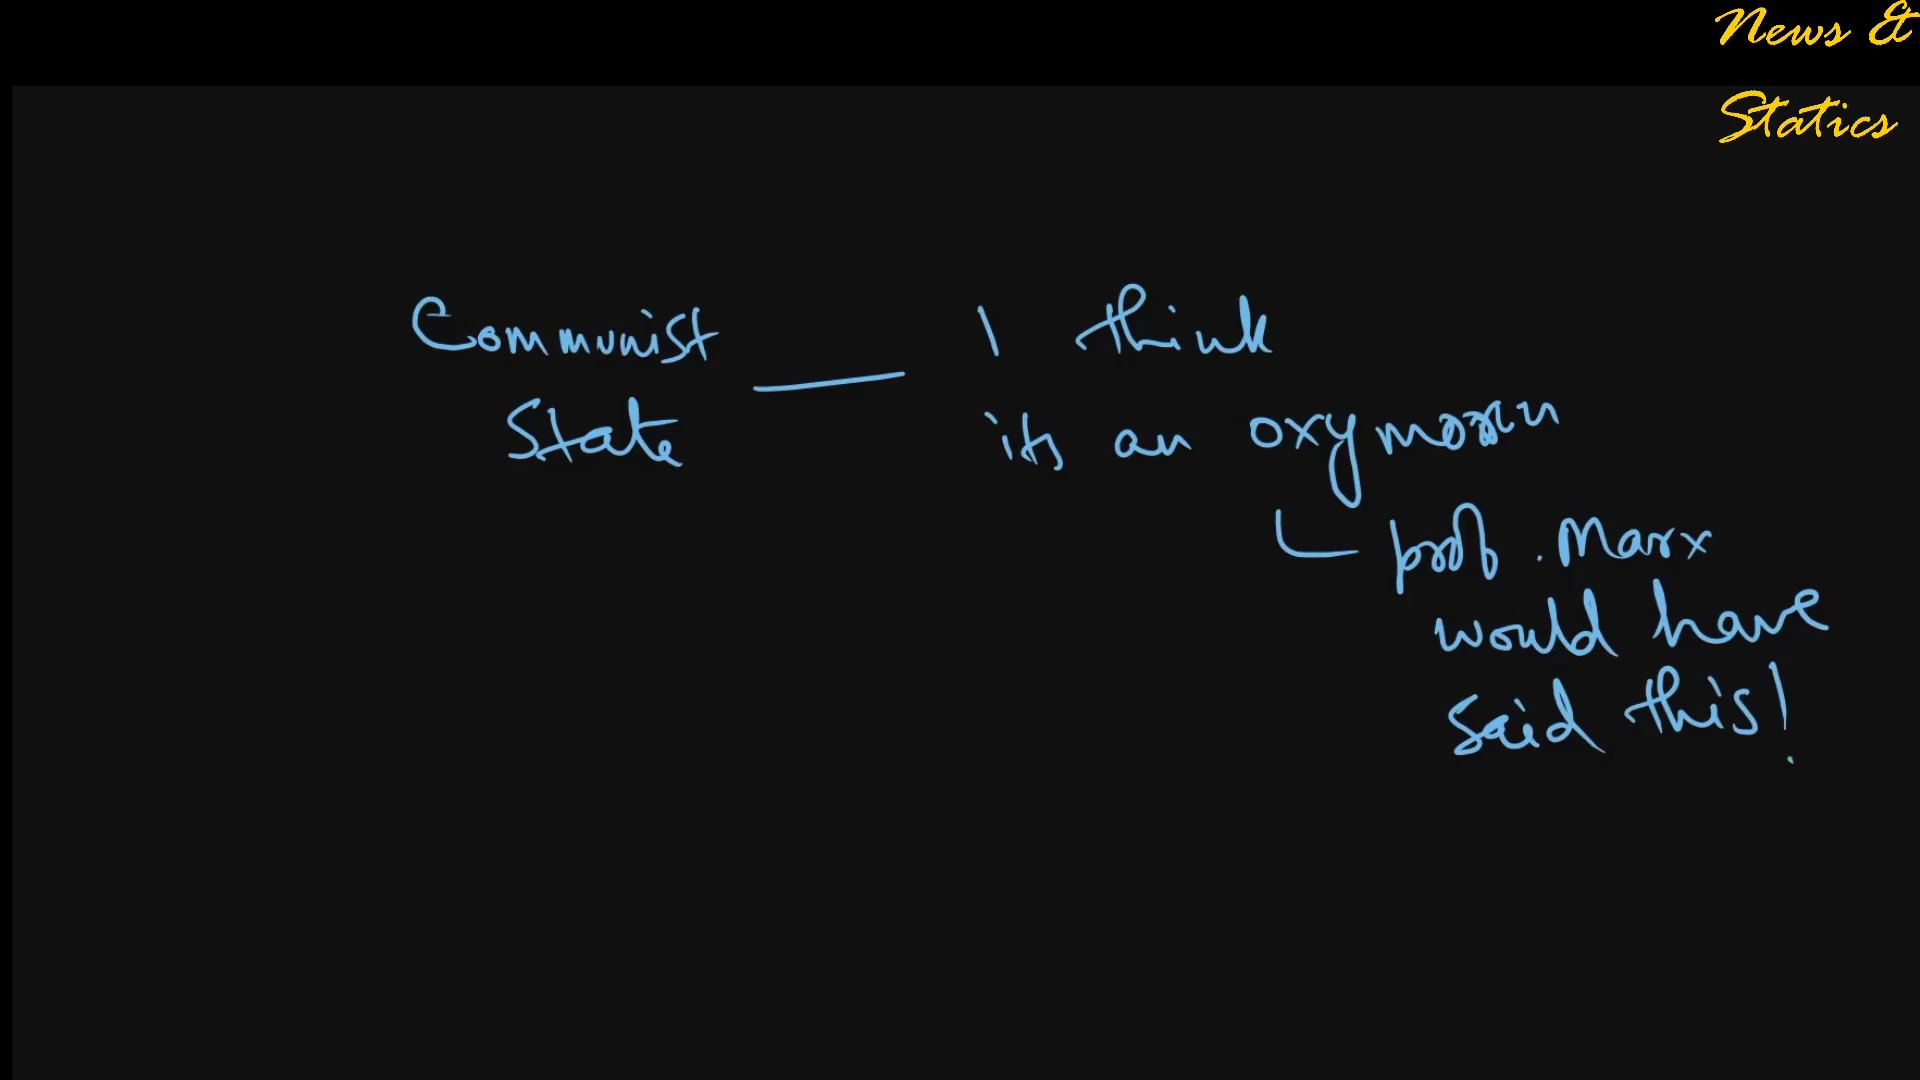 News &
Statics
Communist — I think
State its an oxymoron
prob. Marx
would have
said this!